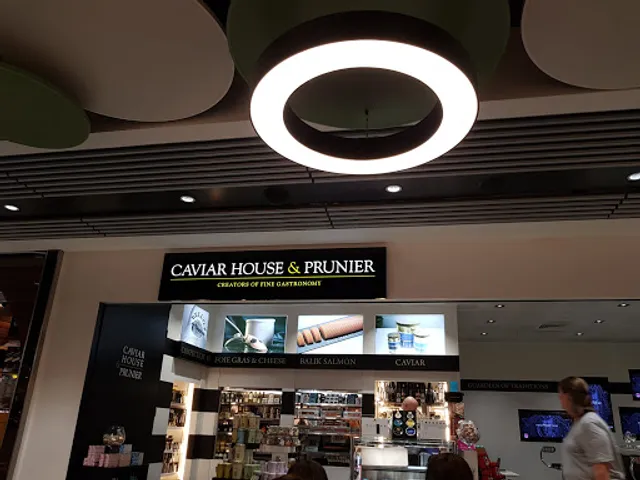 CAVIAR HOUSE & PRUNIER
CREATORS OF FINE GASTRONOMY
FOIE GRAS & CHEESE
BALIK SALMON
CAVIAR
CAVIAR
HOUSE
&
PRUNIER